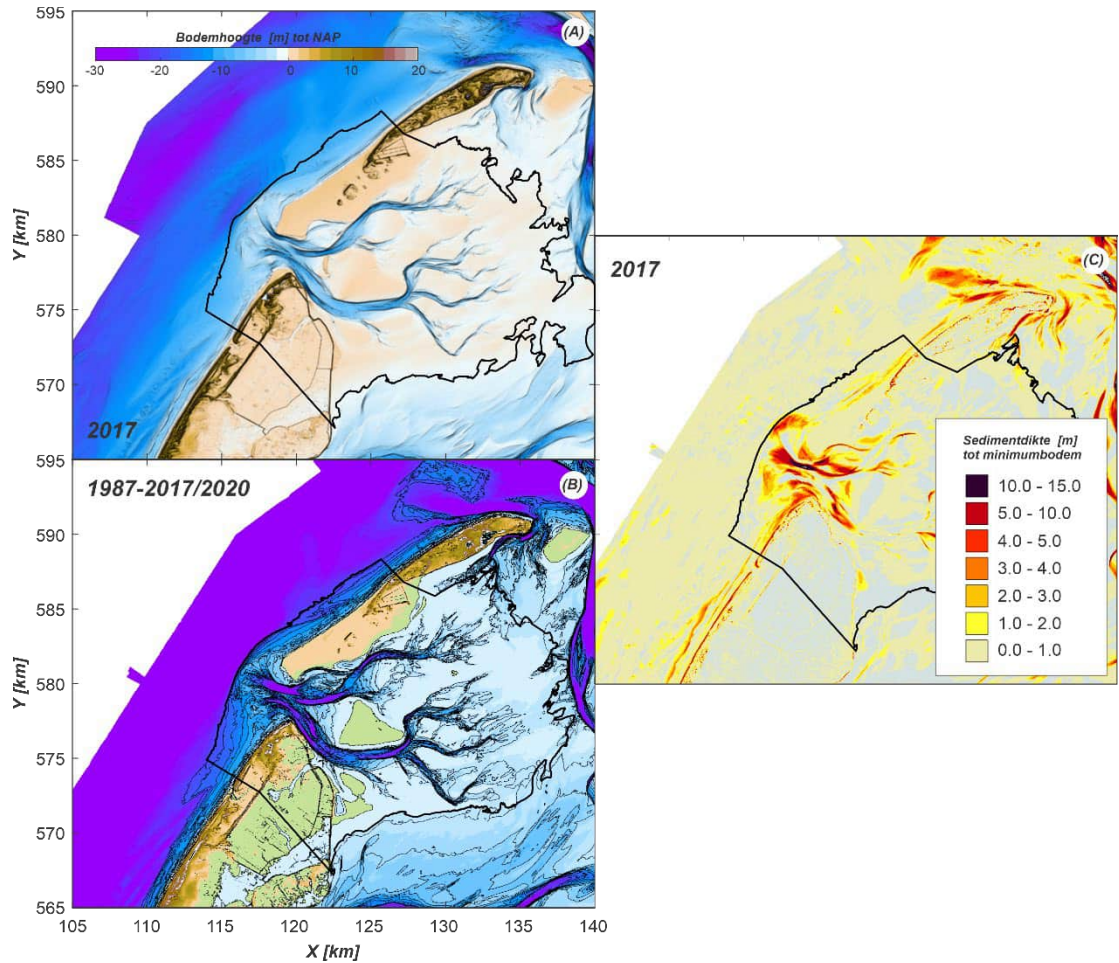 595
(A)
Bodemhoogte [m] tot NAP
-30 -20 -10 0 10 20
590
585
580
575
570
Y [km]
2017
595
(B)
1987-2017/2020
590
585
580
575
570
565
Y [km]
105 110 115 120 125 130 135 140
X [km]
2017
(C)
Sedimentdikte [m]
tot minimumbodem
10.0 - 15.0
5.0 - 10.0
4.0 - 5.0
3.0 - 4.0
2.0 - 3.0
1.0 - 2.0
0.0 - 1.0